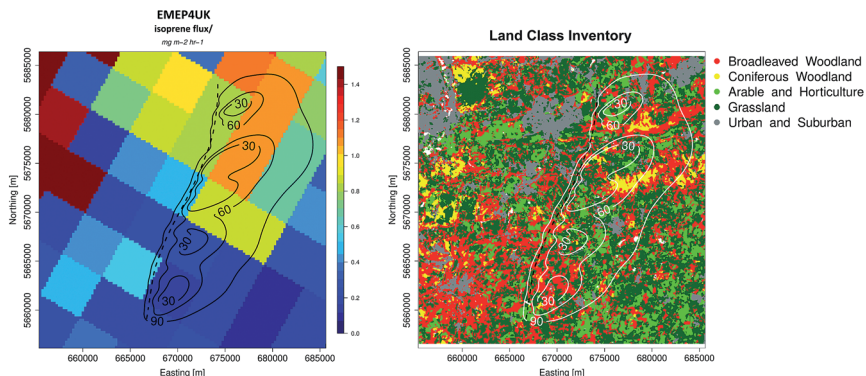 EMEP4UK
isoprene flux/
mg m−2 hr−1
Land Class Inventory
5685000
5680000
5675000
5670000
5665000
5660000
Northing [m]
660000 665000 670000 675000 680000 685000
Easting [m]
1.4
1.2
1.0
0.8
0.6
0.4
0.2
0.0
30
60
30
60
30
30
90
5685000
5680000
5675000
5670000
5665000
5660000
Northing [m]
660000 665000 670000 675000 680000 685000
Easting [m]
30
60
30
60
30
30
90
Broadleaved Woodland
Coniferous Woodland
Arable and Horticulture
Grassland
Urban and Suburban